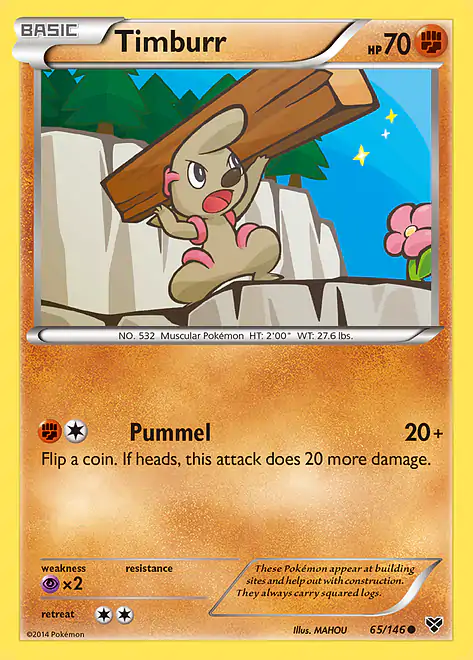 BASIC
Timburr
HP 70
NO. 532 Muscular Pokémon HT: 2'00" WT: 27.6 lbs.
Pummel 20+
Flip a coin. If heads, this attack does 20 more damage.
weakness resistance
×2
retreat
These Pokémon appear at building
sites and help out with construction.
They always carry squared logs.
©2014 Pokémon
Illus. MAHOU
65/146